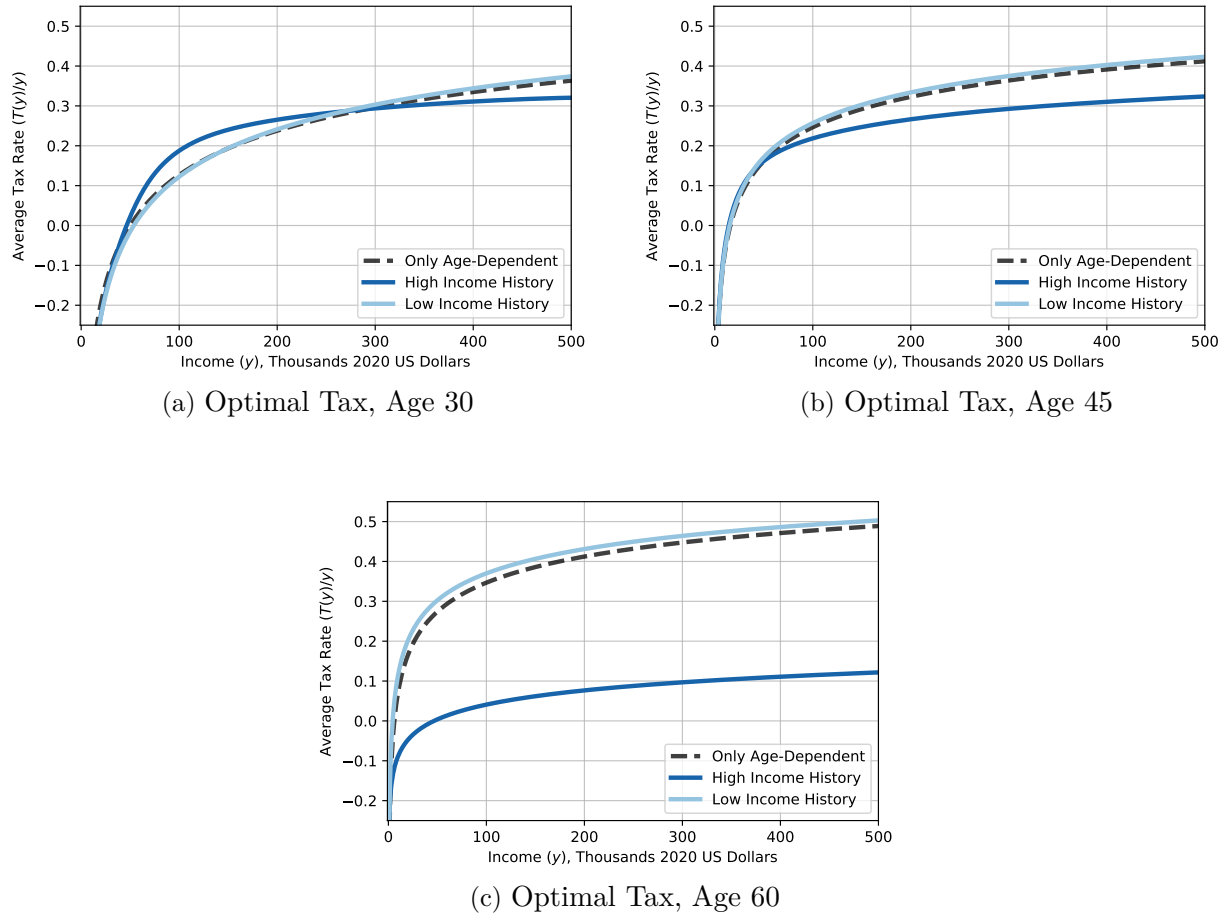 0.5
0.4
0.3
0.2
0.1
0.0
−0.1
−0.2
Average Tax Rate (T(y)/y)
Only Age-Dependent
High Income History
Low Income History
0 100 200 300 400 500
Income (y), Thousands 2020 US Dollars
(a) Optimal Tax, Age 30
0.5
0.4
0.3
0.2
0.1
0.0
−0.1
−0.2
Average Tax Rate (T(y)/y)
Only Age-Dependent
High Income History
Low Income History
0 100 200 300 400 500
Income (y), Thousands 2020 US Dollars
(b) Optimal Tax, Age 45
0.5
0.4
0.3
0.2
0.1
0.0
−0.1
−0.2
Average Tax Rate (T(y)/y)
Only Age-Dependent
High Income History
Low Income History
0 100 200 300 400 500
Income (y), Thousands 2020 US Dollars
(c) Optimal Tax, Age 60